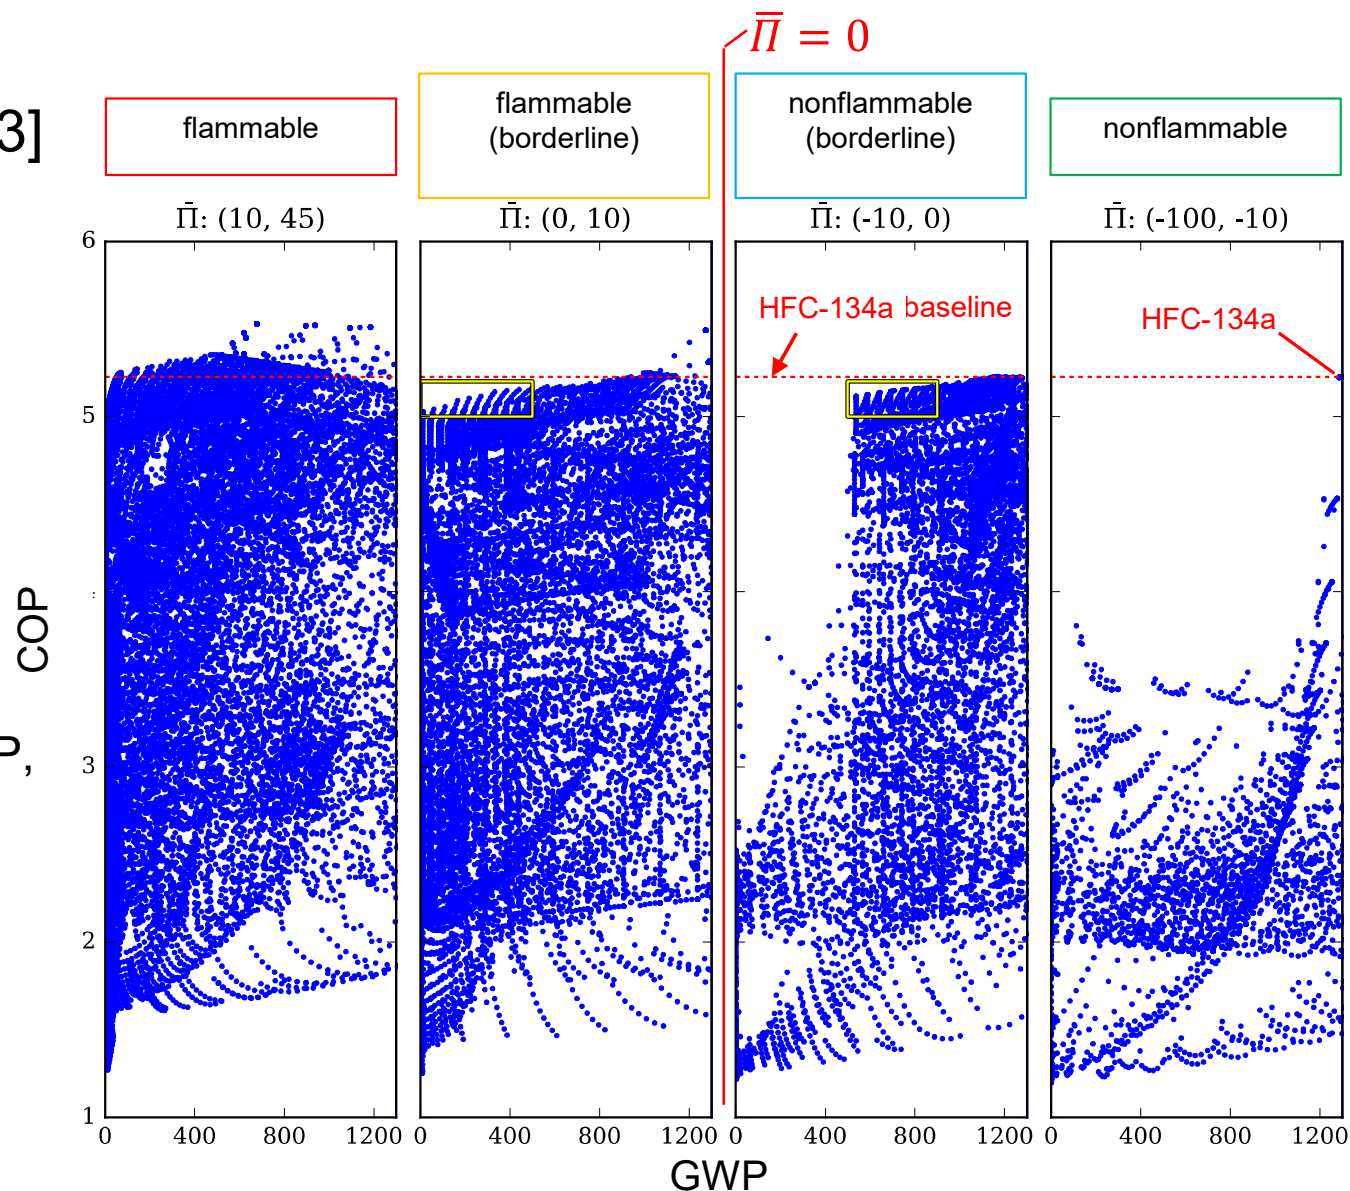 Π̅ = 0
3]
flammable
flammable
(borderline)
nonflammable
(borderline)
nonflammable
Π̄: (10, 45)
Π̄: (0, 10)
Π̄: (-10, 0)
Π̄: (-100, -10)
6
5
3
2
1
HFC-134a baseline
HFC-134a
COP
0 400 800 1200
0 400 800 1200
0 400 800 1200
0 400 800 1200
GWP